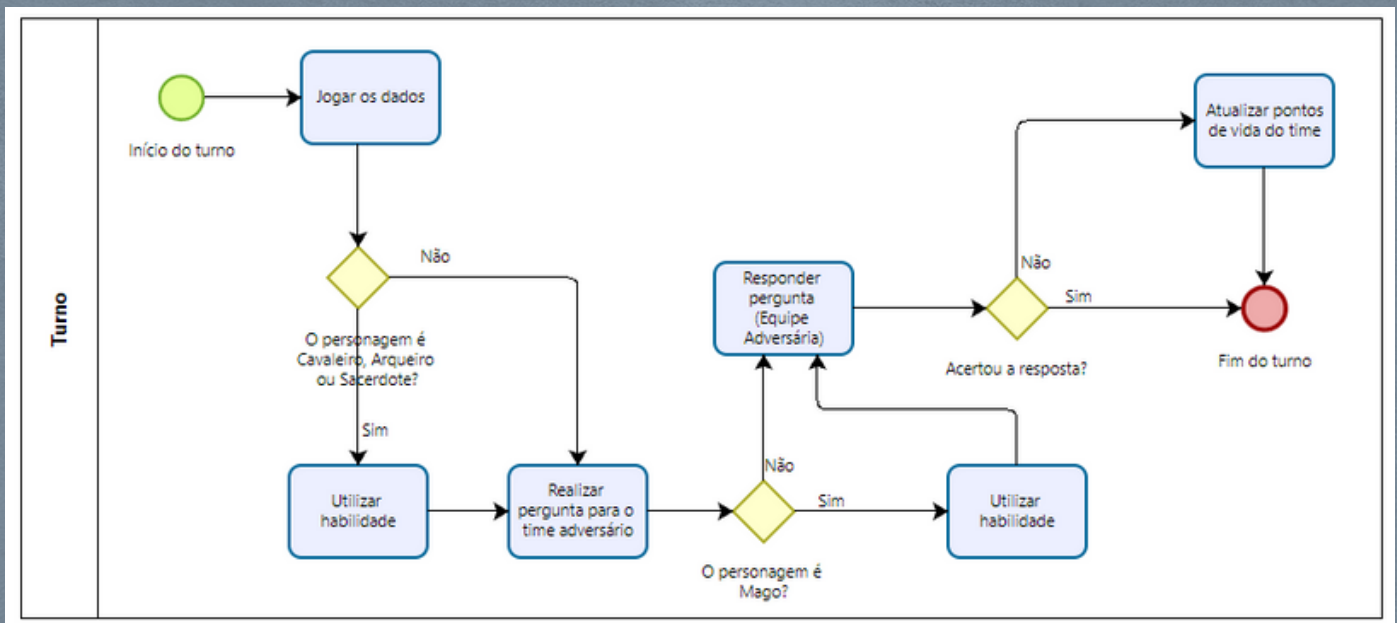 Turno
Início do turno
Jogar os dados
Não
O personagem é
Cavaleiro, Arqueiro
ou Sacerdote?
Sim
Utilizar
habilidade
Realizar
pergunta para o
time adversário
O personagem é
Mago?
Não
Sim
Utilizar
habilidade
Responder
pergunta
(Equipe
Adversária)
Acertou a resposta?
Não
Sim
Atualizar pontos
de vida do time
Fim do turno